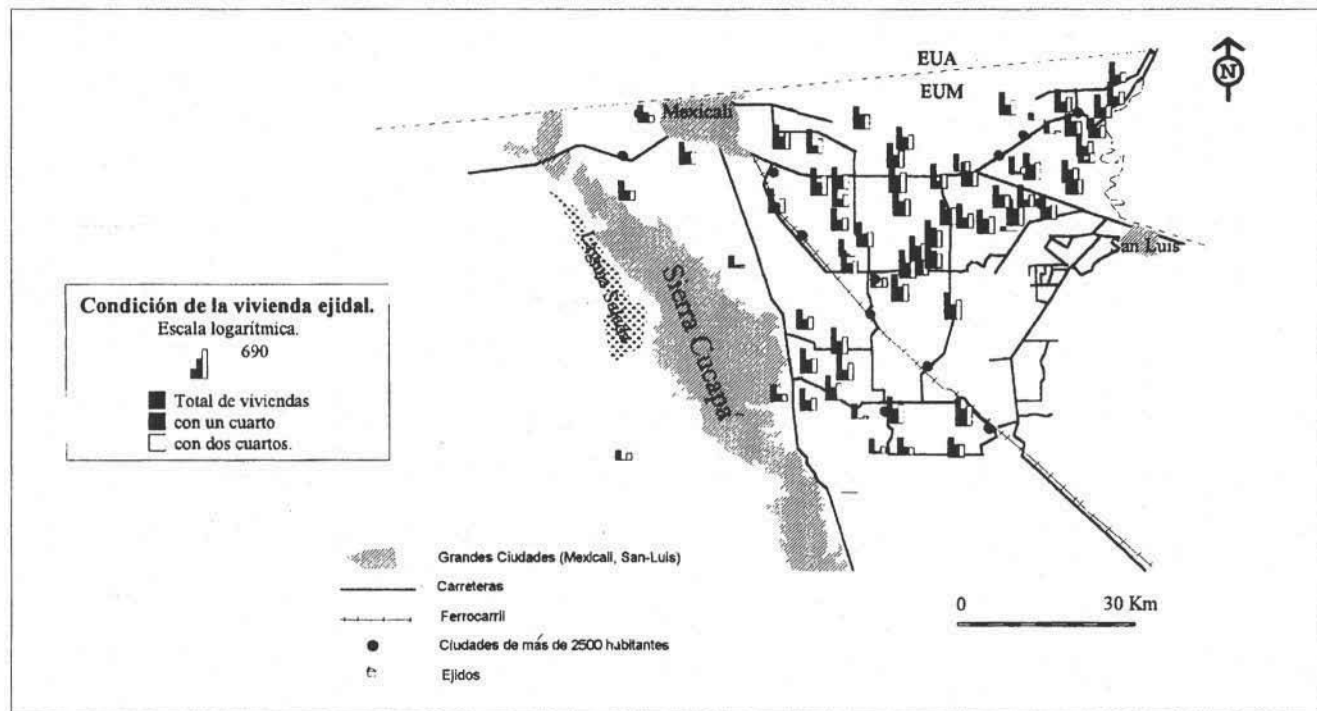 EUA
EUM
N
Mexicali
San Luis
Laguna Salada
Sierra Cucapá
Condición de la vivienda ejidal.
Escala logarítmica.
690
Total de viviendas
con un cuarto
con dos cuartos.
Grandes Ciudades (Mexicali, San-Luis)
Carreteras
Ferrocarril
Ciudades de más de 2500 habitantes
Ejidos
0 30 Km